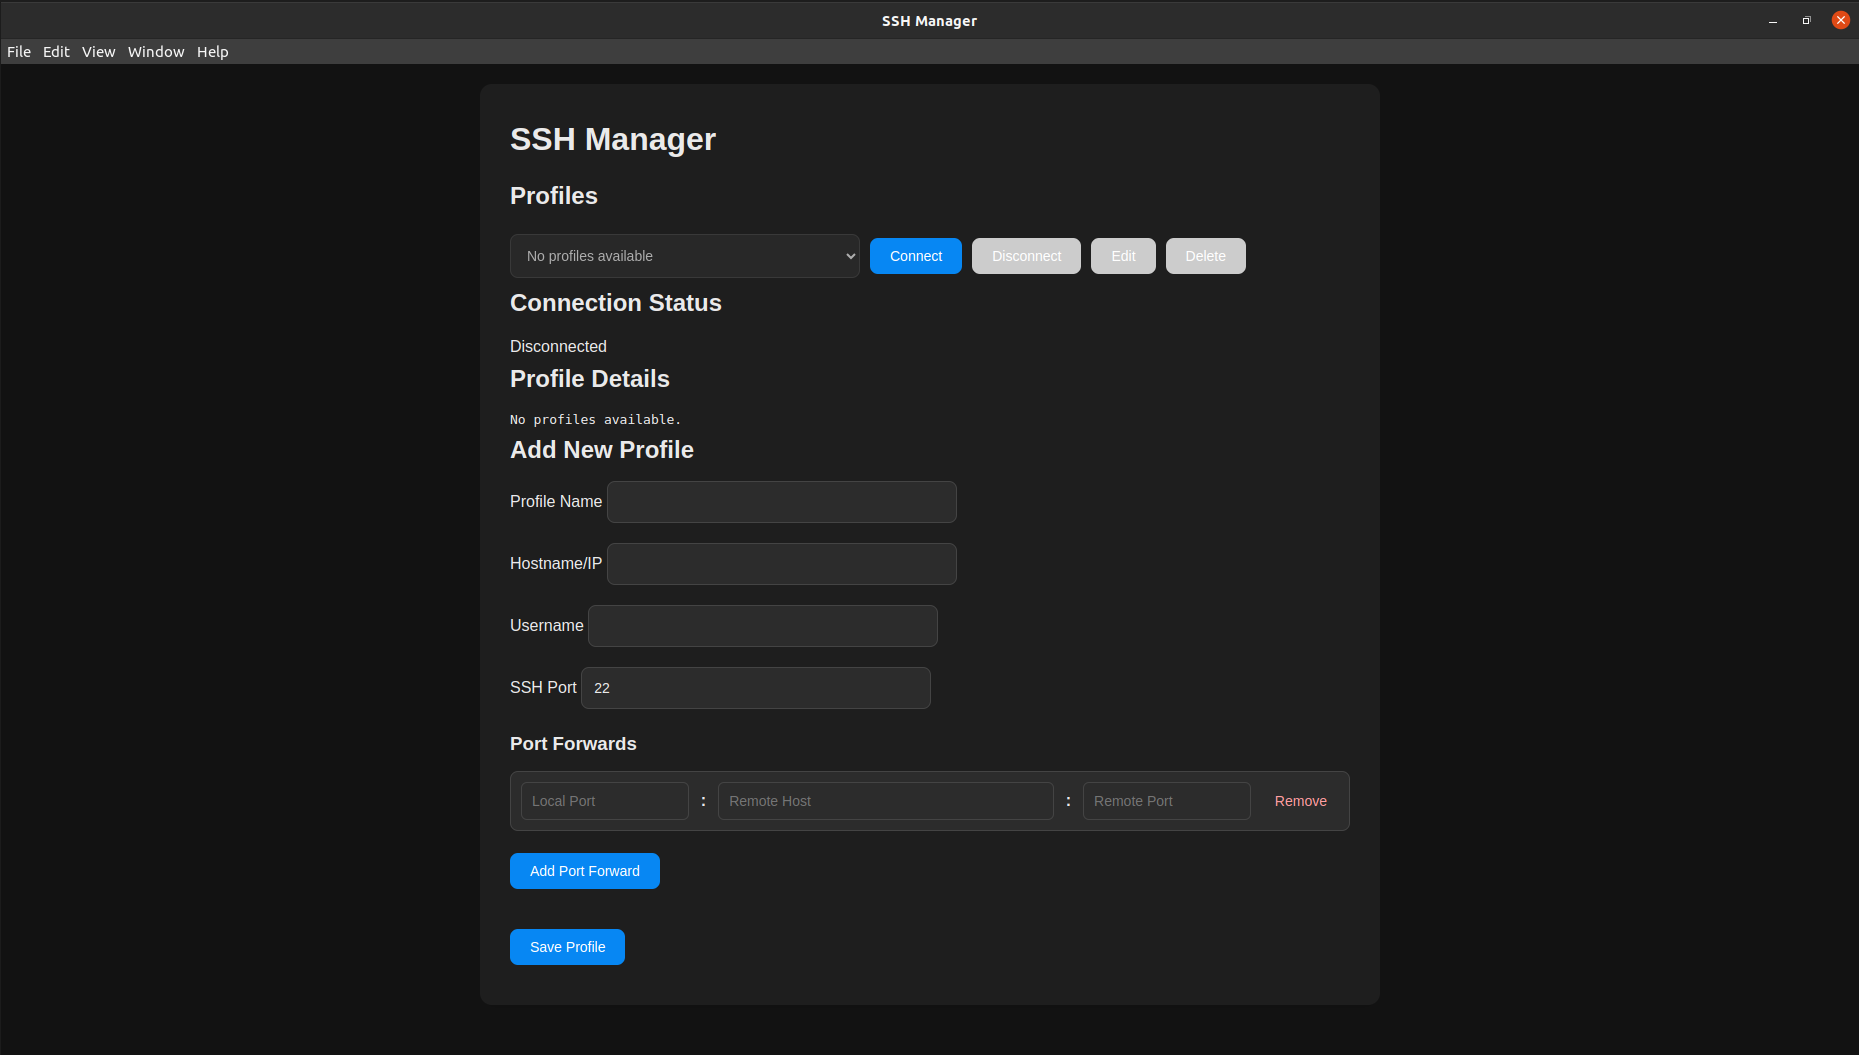 SSH Manager
File Edit View Window Help
SSH Manager
Profiles
No profiles available Connect Disconnect Edit Delete
Connection Status
Disconnected
Profile Details
No profiles available.
Add New Profile
Profile Name
Hostname/IP
Username
SSH Port 22
Port Forwards
Local Port : Remote Host : Remote Port Remove
Add Port Forward
Save Profile